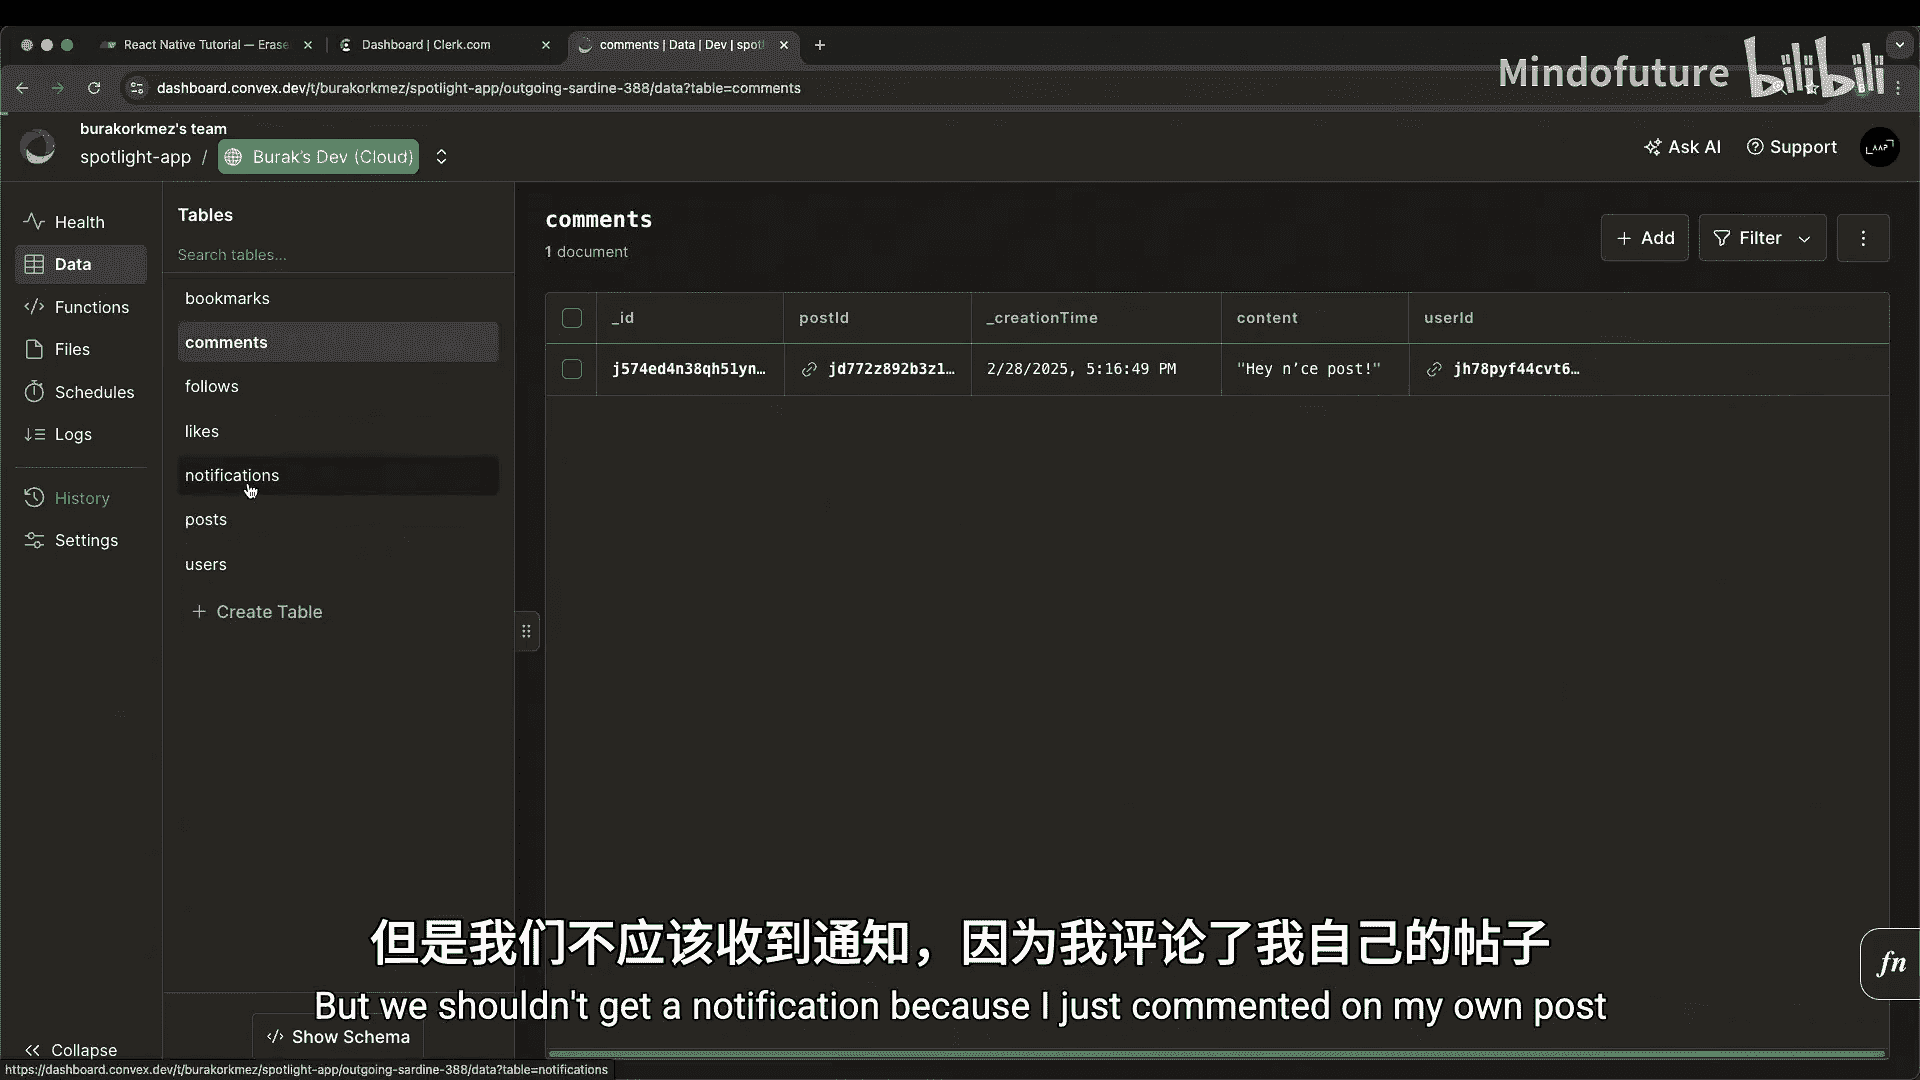 React Native Tutorial — Erase
Dashboard | Clerk.com
comments | Data | Dev | spotl
dashboard.convex.dev/t/burakorkmez/spotlight-app/outgoing-sardine-388/data?table=comments
Mindofuture bilibili
burakorkmez's team
spotlight-app / Burak's Dev (Cloud)
Ask AI
Support
Health
Data
Functions
Files
Schedules
Logs
History
Settings
Collapse
Tables
Search tables...
bookmarks
comments
follows
likes
notifications
posts
users
+ Create Table
Show Schema
comments
1 document
+ Add
Filter
_id postId _creationTime content userId
j574ed4n38qh51yn… jd772z892b3z1… 2/28/2025, 5:16:49 PM "Hey n’ce post!" jh78pyf44cvt6…
fn
但是我们不应该收到通知，因为我评论了我自己的帖子
But we shouldn't get a notification because I just commented on my own post
https://dashboard.convex.dev/t/burakorkmez/spotlight-app/outgoing-sardine-388/data?table=notifications